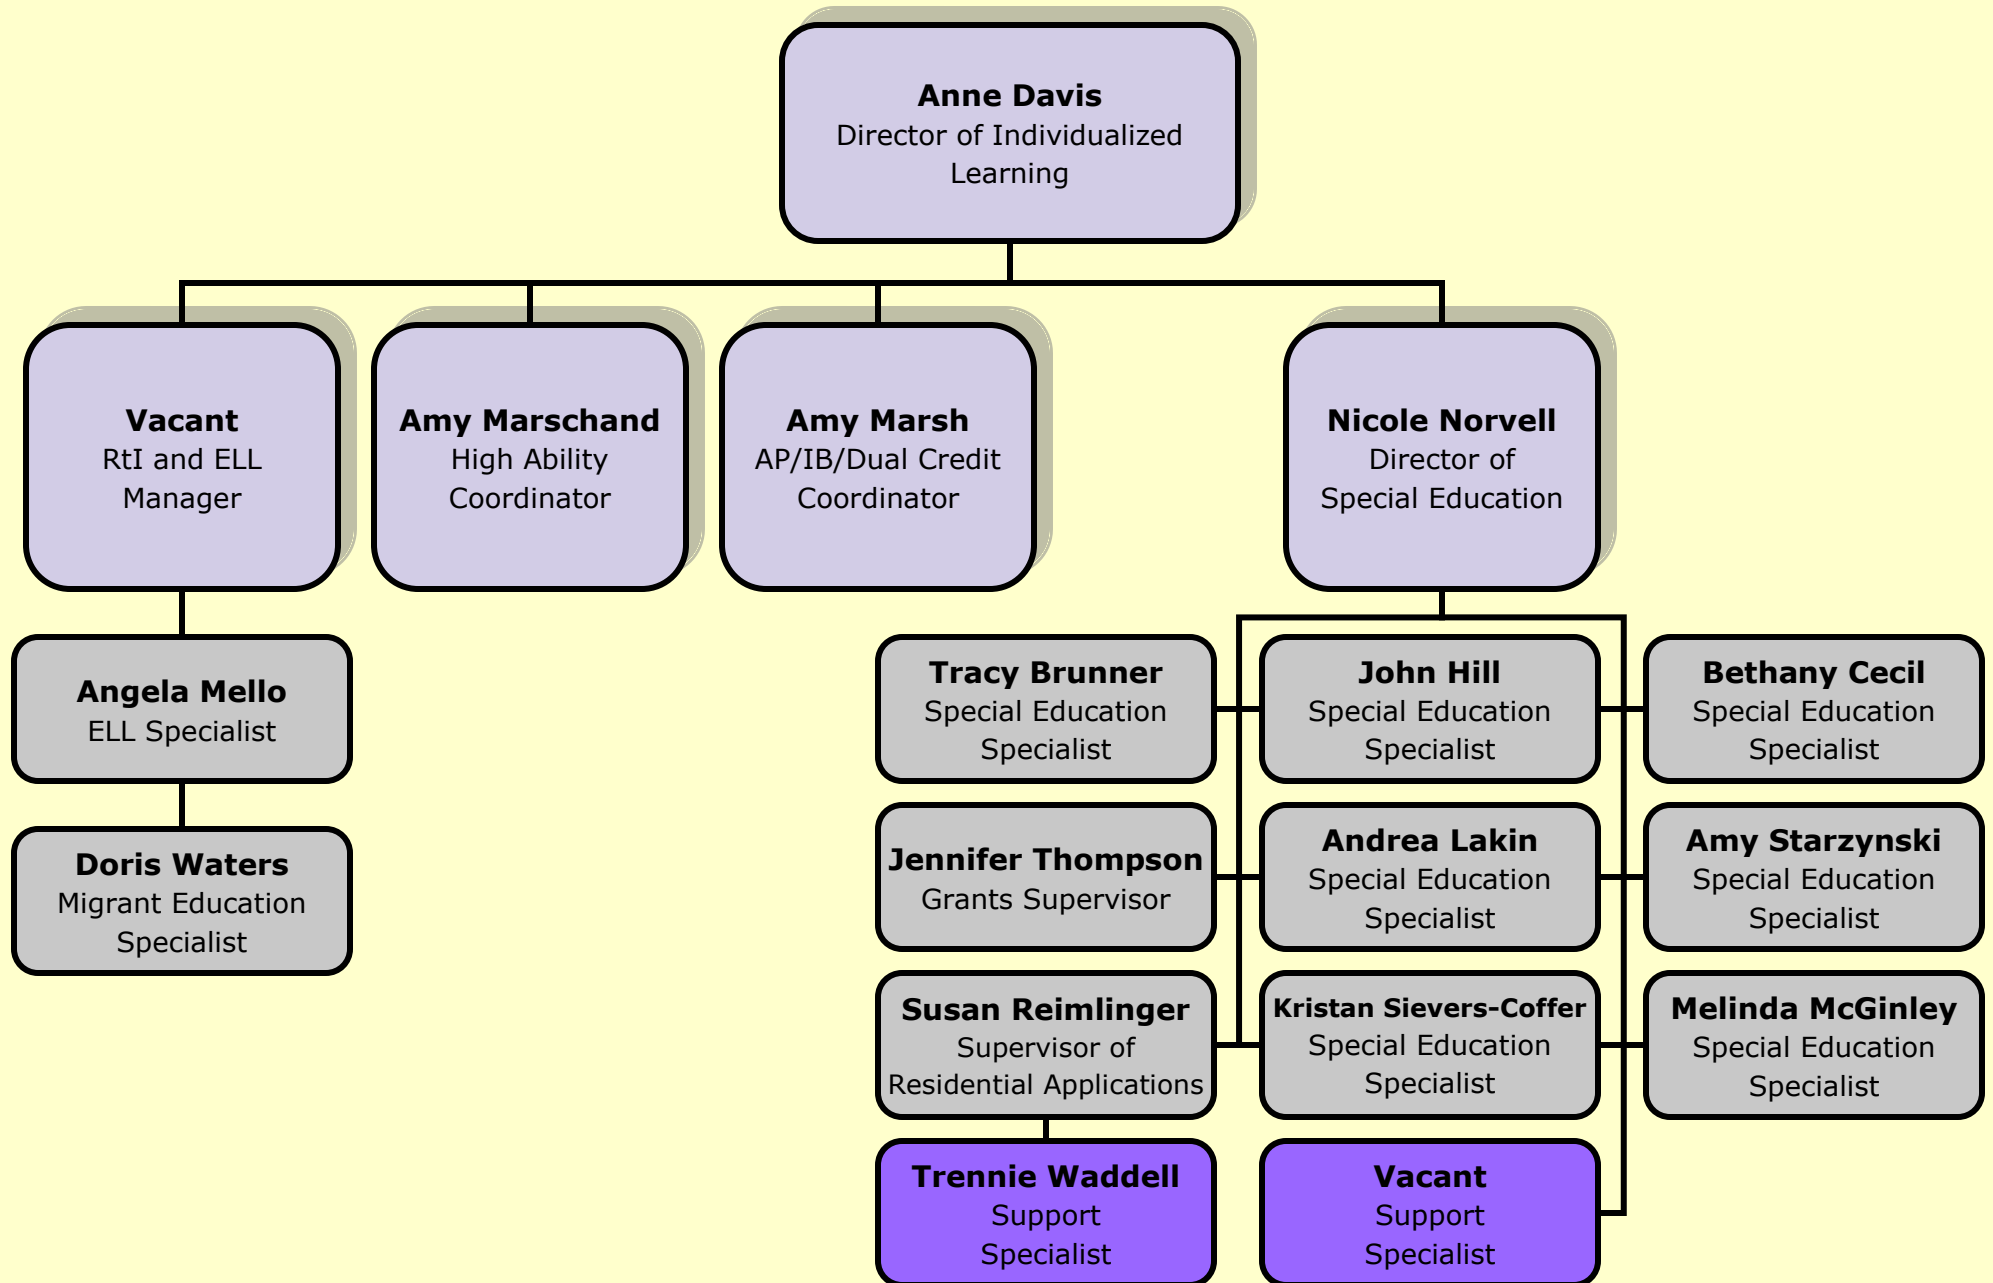 Anne Davis
Director of Individualized
Learning
Vacant
RtI and ELL
Manager
Amy Marschand
High Ability
Coordinator
Amy Marsh
AP/IB/Dual Credit
Coordinator
Nicole Norvell
Director of
Special Education
Angela Mello
ELL Specialist
Doris Waters
Migrant Education
Specialist
Tracy Brunner
Special Education
Specialist
John Hill
Special Education
Specialist
Bethany Cecil
Special Education
Specialist
Jennifer Thompson
Grants Supervisor
Andrea Lakin
Special Education
Specialist
Amy Starzynski
Special Education
Specialist
Susan Reimlinger
Supervisor of
Residential Applications
Kristan Sievers-Coffer
Special Education
Specialist
Melinda McGinley
Special Education
Specialist
Trennie Waddell
Support
Specialist
Vacant
Support
Specialist